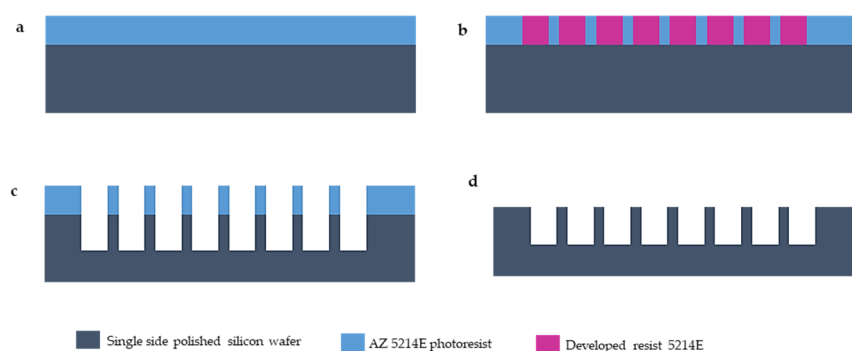 a
b
c
d
Single side polished silicon wafer
AZ 5214E photoresist
Developed resist 5214E